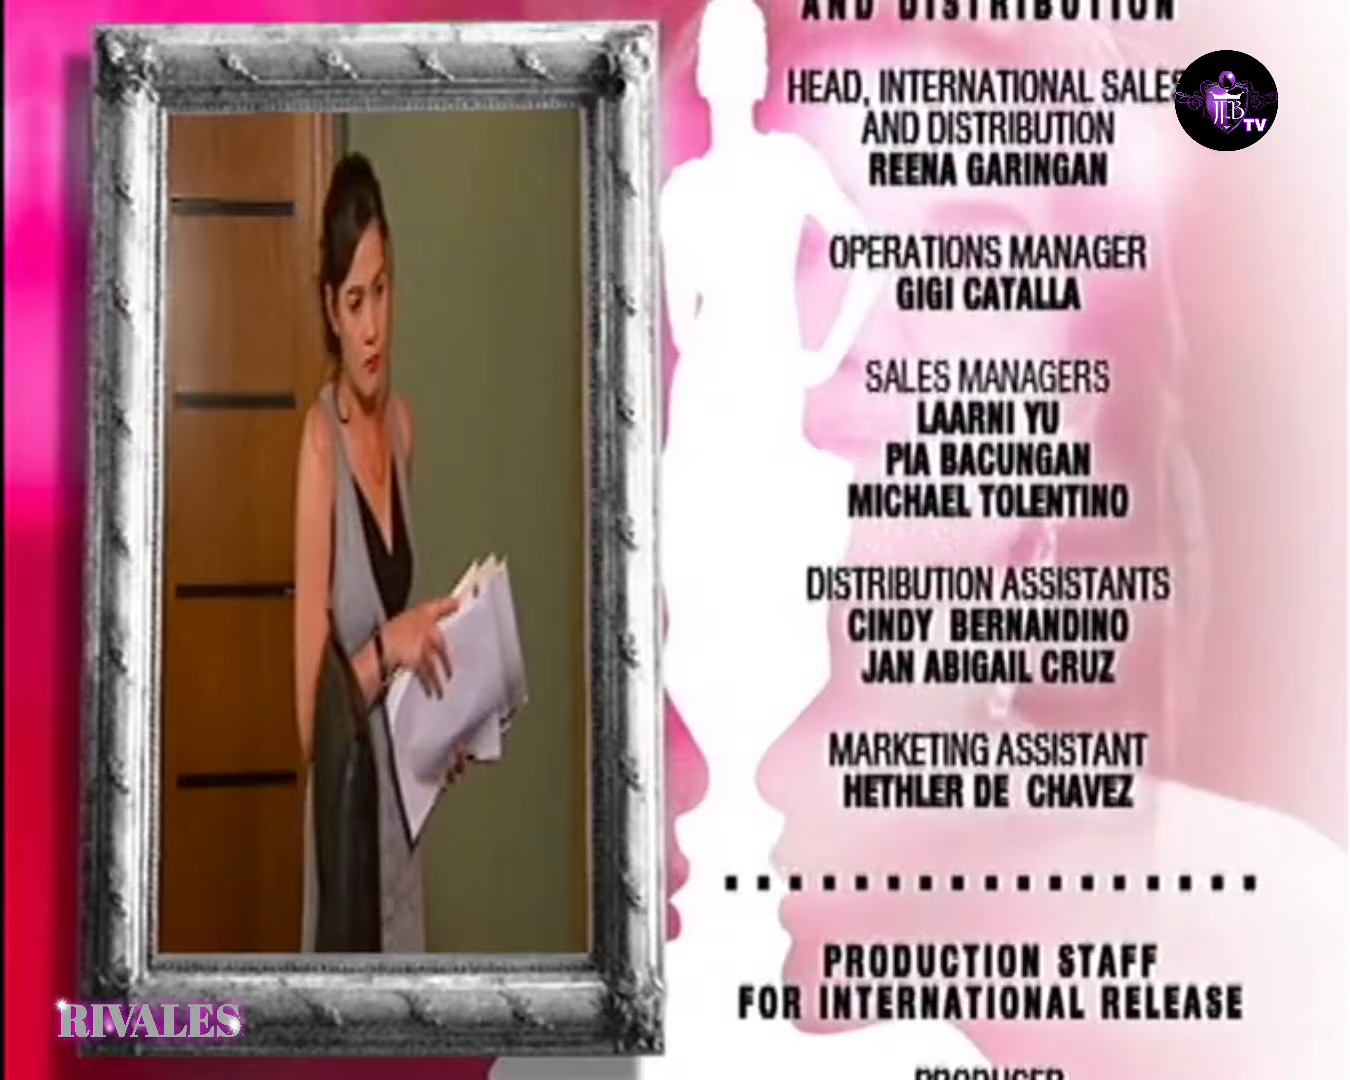 AND DISTRIBUTION
HEAD, INTERNATIONAL SALES
AND DISTRIBUTION
REENA GARINGAN
OPERATIONS MANAGER
GIGI CATALLA
SALES MANAGERS
LAARNI YU
PIA BACUNGAN
MICHAEL TOLENTINO
DISTRIBUTION ASSISTANTS
CINDY BERNANDINO
JAN ABIGAIL CRUZ
MARKETING ASSISTANT
HETHLER DE CHAVEZ
PRODUCTION STAFF
FOR INTERNATIONAL RELEASE
PRODUCER
RIVALES
TV